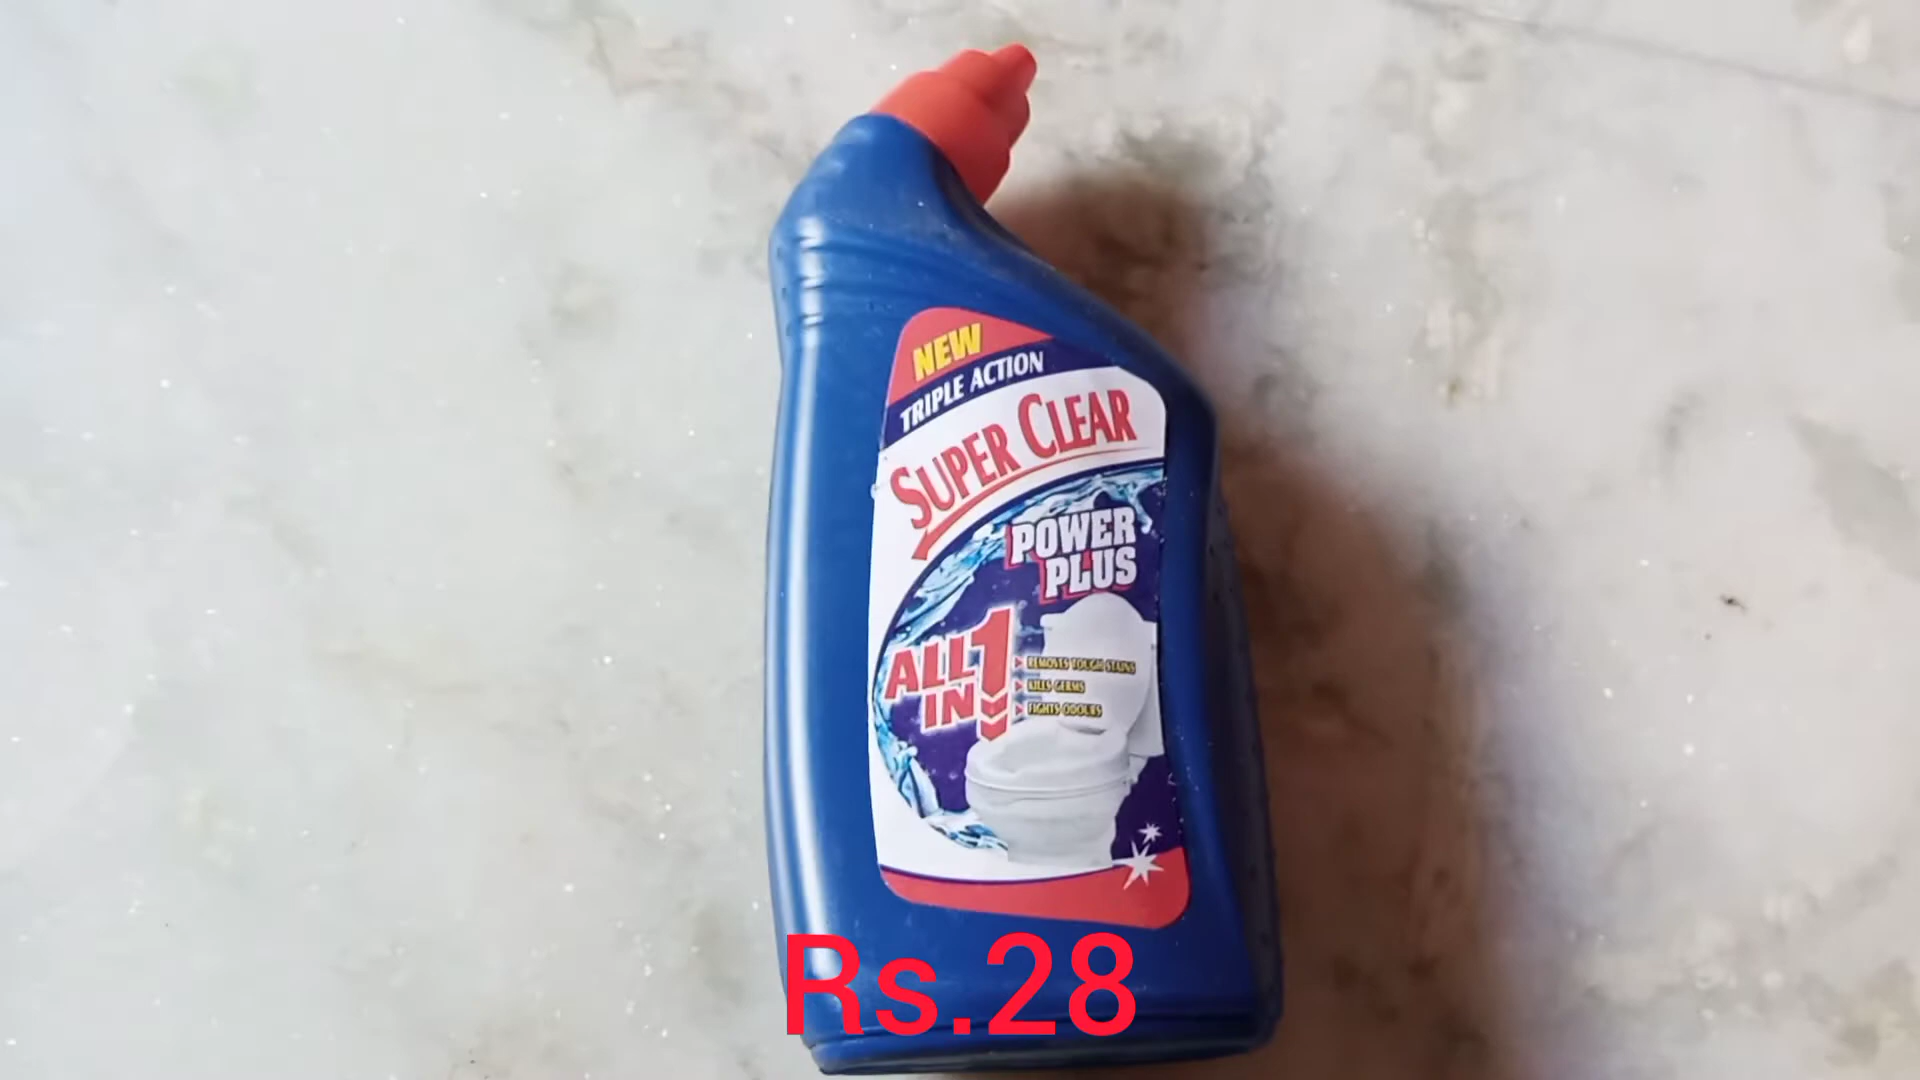 NEW
TRIPLE ACTION
SUPER CLEAR
POWER
PLUS
ALL
IN 1
REMOVES TOUGH STAINS
KILLS GERMS
FIGHTS ODOURS
Rs.28